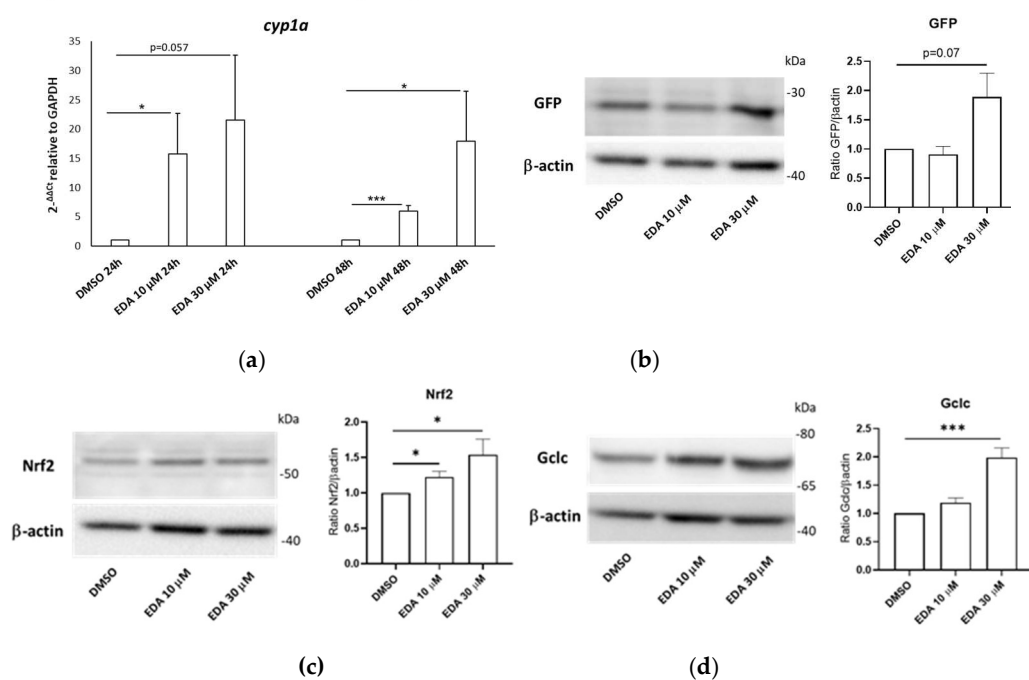 cyp1a
2-ΔΔCt relative to GAPDH
35
30
25
20
15
10
5
0
p=0.057
*
*
***
DMSO 24h
EDA 10 µM 24h
EDA 30 µM 24h
DMSO 48h
EDA 10 µM 48h
EDA 30 µM 48h
(a)
kDa
GFP
-30
β-actin
-40
DMSO
EDA 10 µM
EDA 30 µM
GFP
p=0.07
Ratio GFP/βactin
2.5
2.0
1.5
1.0
0.5
0.0
DMSO
EDA 10 µM
EDA 30 µM
(b)
kDa
Nrf2
-50
β-actin
-40
DMSO
EDA 10 µM
EDA 30 µM
Nrf2
*
*
Ratio Nrf2/βactin
2.0
1.5
1.0
0.5
0.0
DMSO
EDA 10 µM
EDA 30 µM
(c)
kDa
-80
Gclc
-65
β-actin
-40
DMSO
EDA 10 µM
EDA 30 µM
Gclc
***
Ratio Gclc/βactin
2.5
2.0
1.5
1.0
0.5
0.0
DMSO
EDA 10 µM
EDA 30 µM
(d)